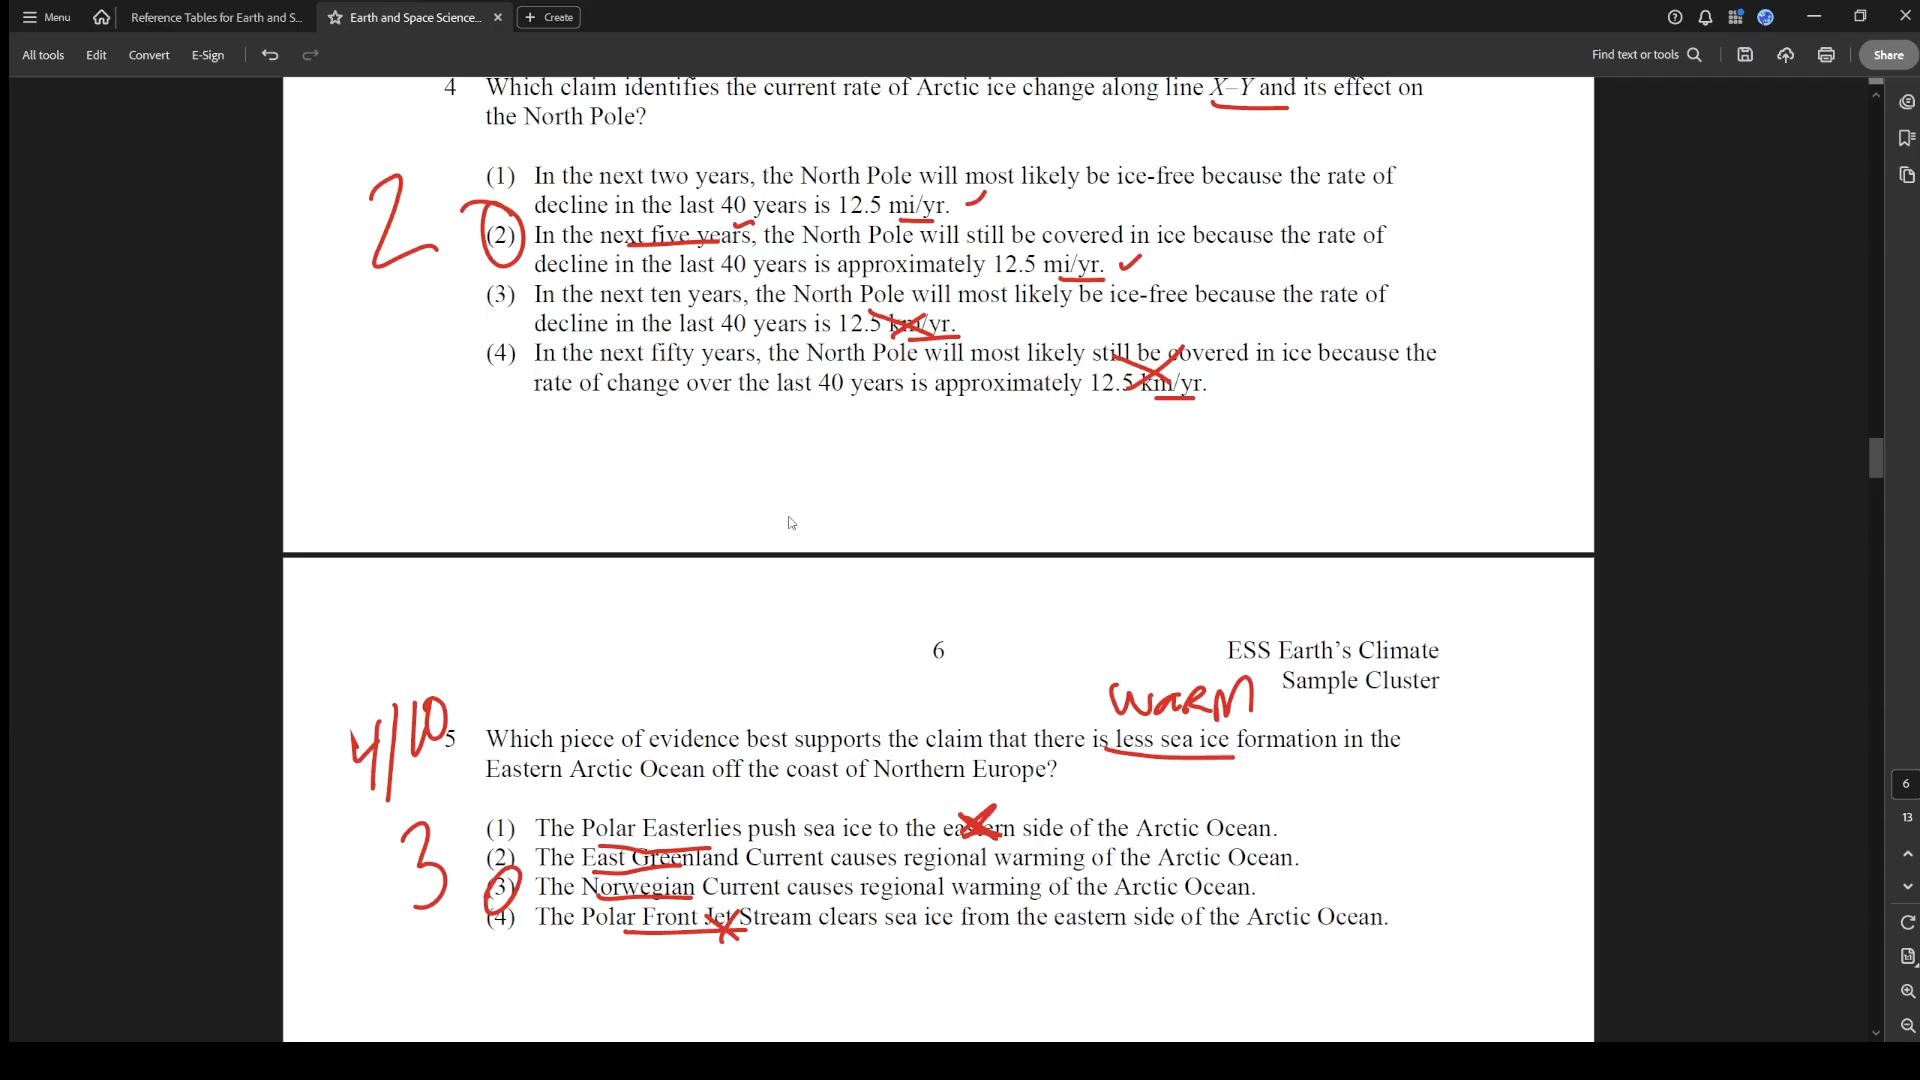 Menu
Reference Tables for Earth and S...
Earth and Space Science...
Create
All tools
Edit
Convert
E-Sign
Find text or tools
Share
4 Which claim identifies the current rate of Arctic ice change along line X–Y and its effect on
the North Pole?
2
(1) In the next two years, the North Pole will most likely be ice-free because the rate of
decline in the last 40 years is 12.5 mi/yr.
(2) In the next five years, the North Pole will still be covered in ice because the rate of
decline in the last 40 years is approximately 12.5 mi/yr.
(3) In the next ten years, the North Pole will most likely be ice-free because the rate of
decline in the last 40 years is 12.5 km/yr.
(4) In the next fifty years, the North Pole will most likely still be covered in ice because the
rate of change over the last 40 years is approximately 12.5 km/yr.
6
ESS Earth's Climate
Sample Cluster
warm
4/10
5 Which piece of evidence best supports the claim that there is less sea ice formation in the
Eastern Arctic Ocean off the coast of Northern Europe?
3
(1) The Polar Easterlies push sea ice to the eastern side of the Arctic Ocean.
(2) The East Greenland Current causes regional warming of the Arctic Ocean.
(3) The Norwegian Current causes regional warming of the Arctic Ocean.
(4) The Polar Front Jet Stream clears sea ice from the eastern side of the Arctic Ocean.
6
13